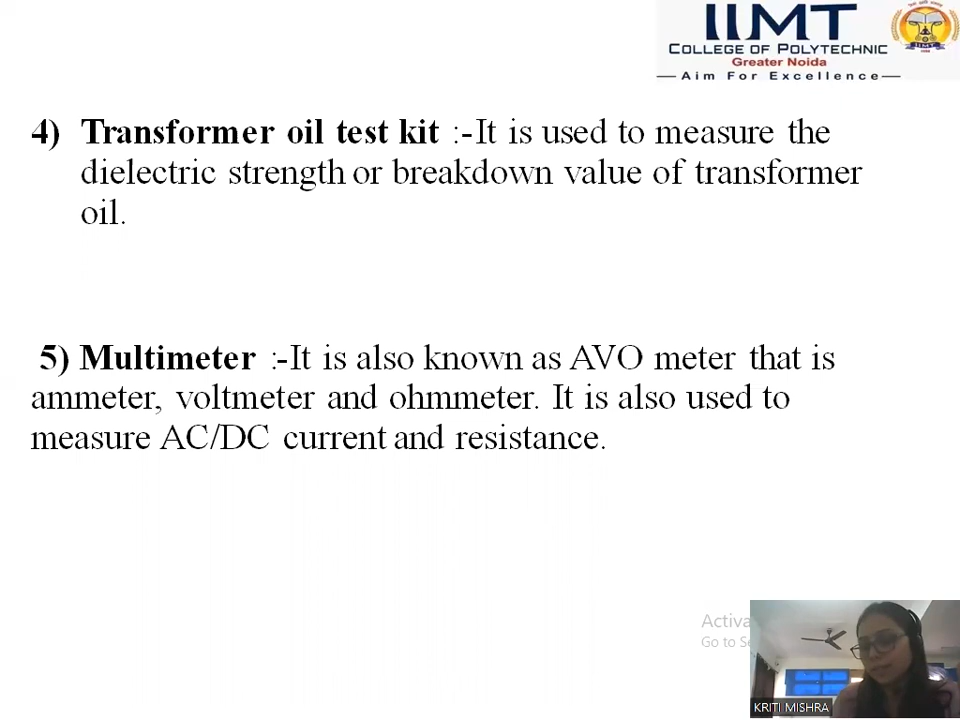 IIMT
COLLEGE OF POLYTECHNIC
Greater Noida
Aim For Excellence
IIMT
4) Transformer oil test kit :-It is used to measure the
dielectric strength or breakdown value of transformer
oil.
5) Multimeter :-It is also known as AVO meter that is
ammeter, voltmeter and ohmmeter. It is also used to
measure AC/DC current and resistance.
Activa
Go to Se
KRITI MISHRA